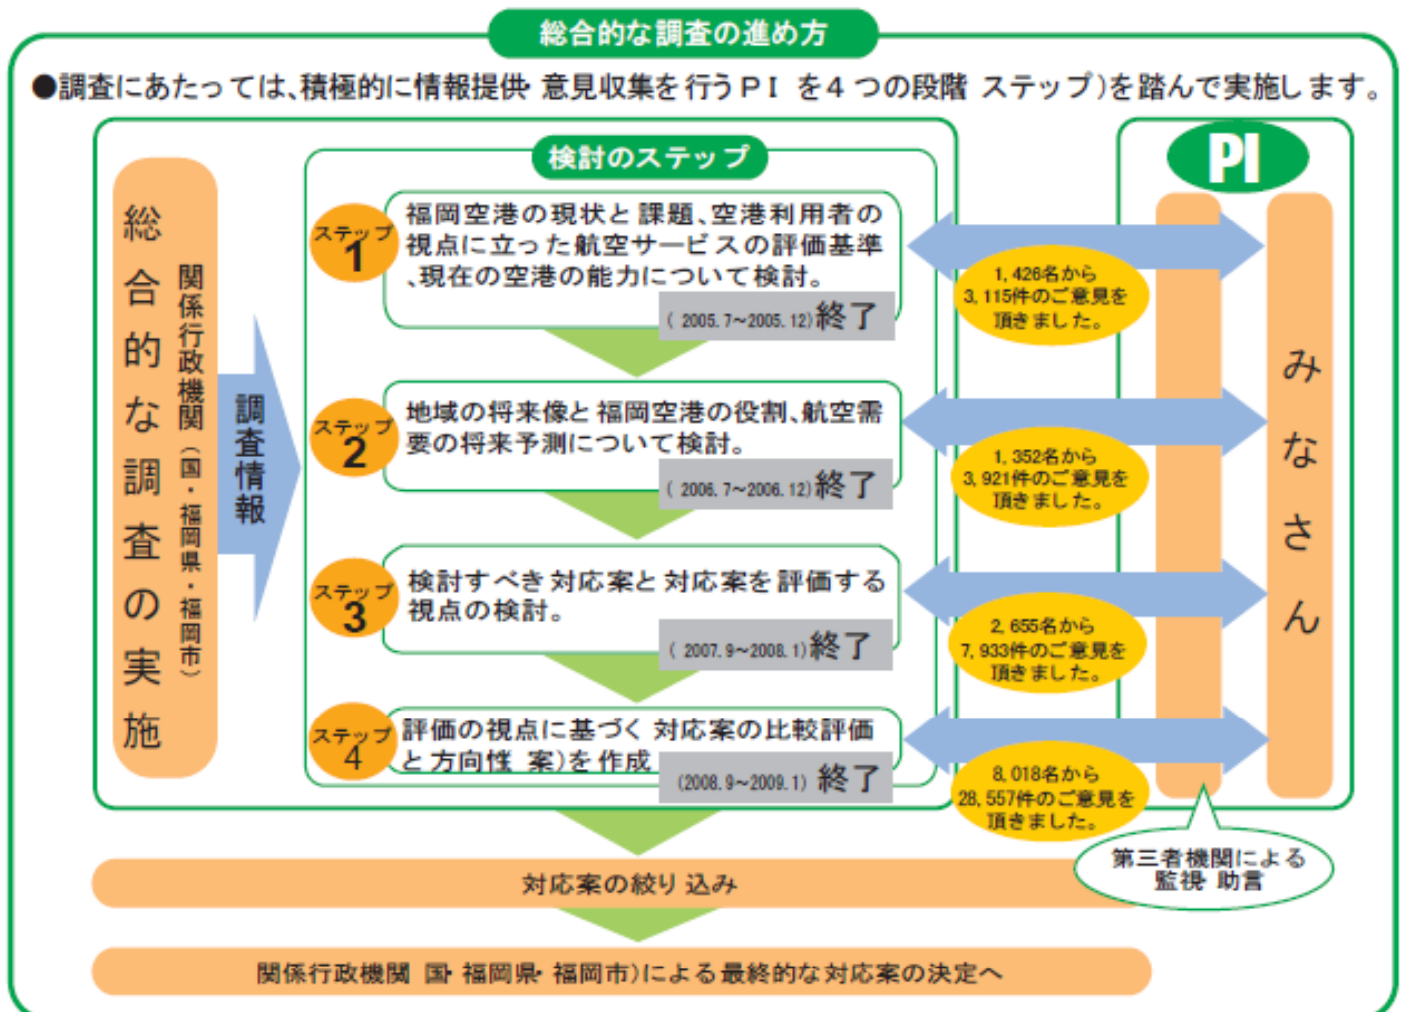 総合的な調査の進め方
●調査にあたっては、積極的に情報提供・意見収集を行うPI を4つの段階 ステップ)を踏んで実施します。
総合的な調査の実施
関係行政機関(国・福岡県・福岡市)
調査情報
検討のステップ
ステップ
1
福岡空港の現状と課題、空港利用者の
視点に立った航空サービスの評価基準
、現在の空港の能力について検討。
( 2005.7~2005.12)終了
ステップ
2
地域の将来像と福岡空港の役割、航空需
要の将来予測について検討。
( 2006.7~2006.12)終了
ステップ
3
検討すべき対応案と対応案を評価する
視点の検討。
( 2007.9~2008.1)終了
ステップ
4
評価の視点に基づく対応案の比較評価
と方向性 案)を作成
(2008.9~2009.1) 終了
PI
1,426名から
3,115件のご意見を
頂きました。
1,352名から
3,921件のご意見を
頂きました。
2,655名から
7,933件のご意見を
頂きました。
8,018名から
28,557件のご意見を
頂きました。
みなさん
第三者機関による
監視・助言
対応案の絞り込み
関係行政機関 国・福岡県・福岡市)による最終的な対応案の決定へ